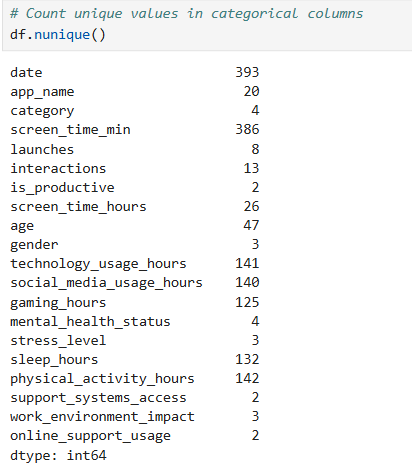 # Count unique values in categorical columns
df.nunique()
date 393
app_name 20
category 4
screen_time_min 386
launches 8
interactions 13
is_productive 2
screen_time_hours 26
age 47
gender 3
technology_usage_hours 141
social_media_usage_hours 140
gaming_hours 125
mental_health_status 4
stress_level 3
sleep_hours 132
physical_activity_hours 142
support_systems_access 2
work_environment_impact 3
online_support_usage 2
dtype: int64